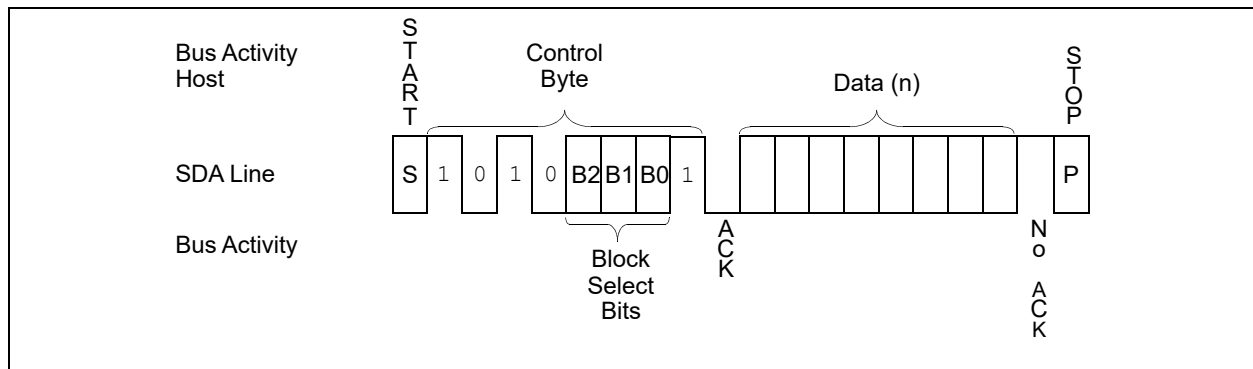 Bus Activity
Host
START
Control
Byte
Data (n)
STOP
SDA Line
S 1 0 1 0 B2 B1 B0 1 P
Bus Activity
Block
Select
Bits
ACK
No ACK